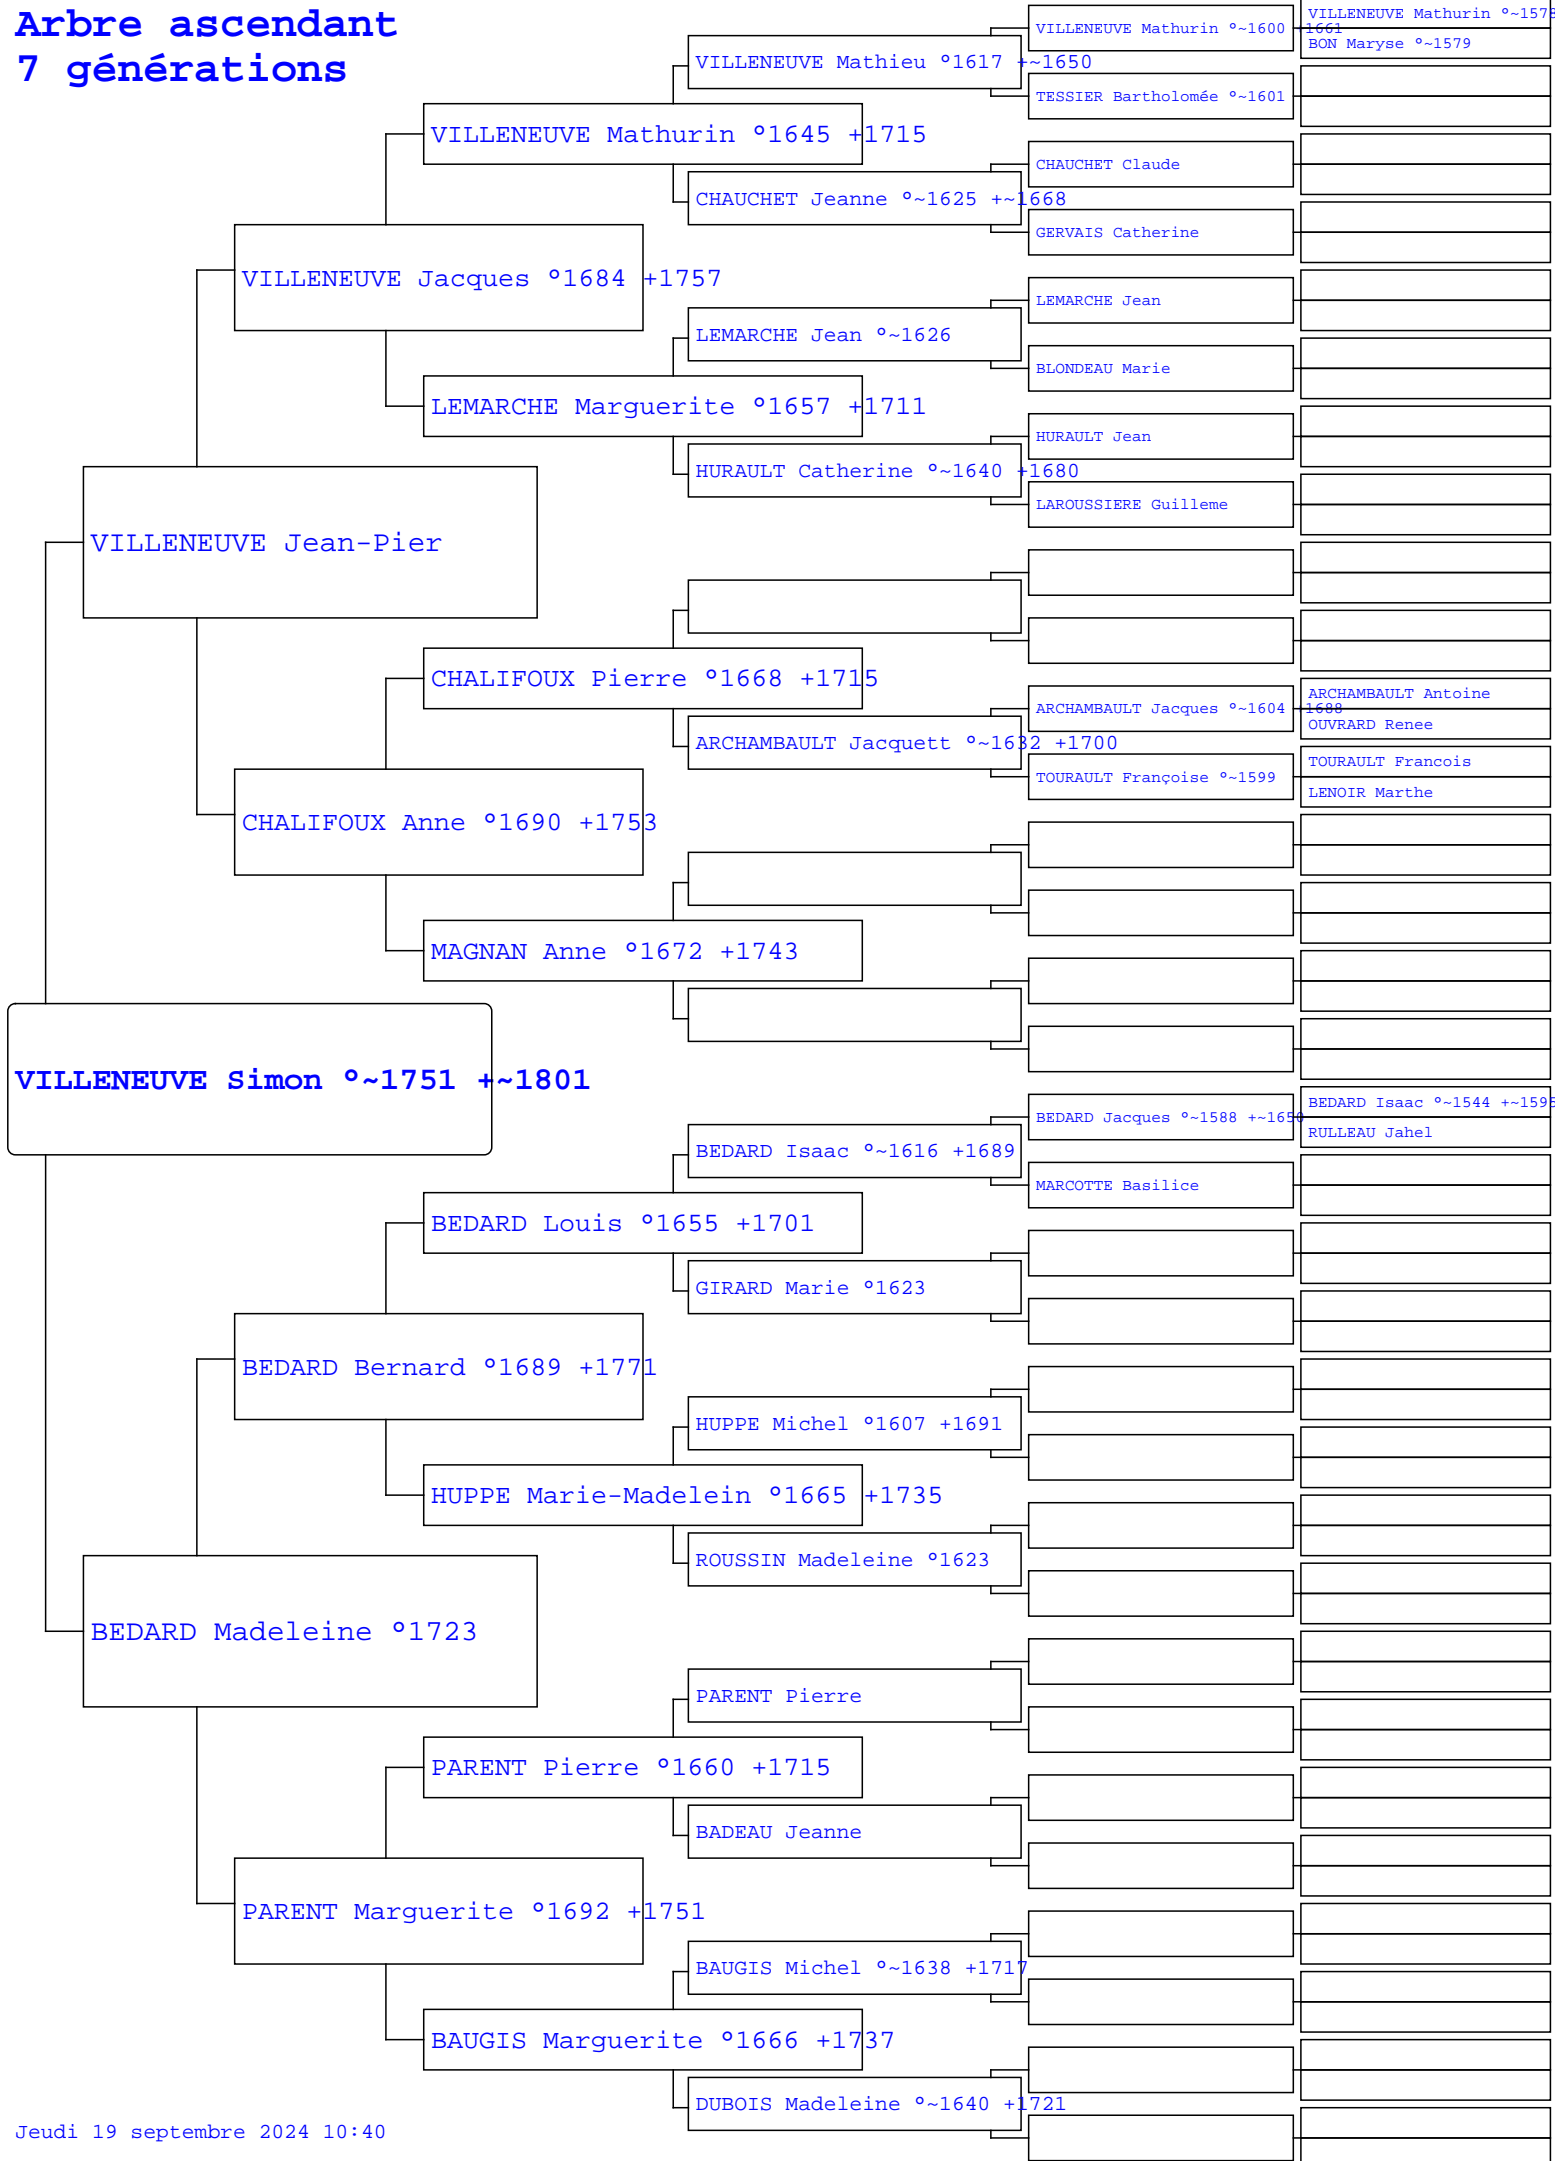 Arbre ascendant
7 générations
VILLENEUVE Mathurin °~1578
VILLENEUVE Mathurin °~1600 +1661
BON Maryse °~1579
VILLENEUVE Mathieu °1617 +~1650
TESSIER Bartholomée °~1601
VILLENEUVE Mathurin °1645 +1715
CHAUCHET Claude
CHAUCHET Jeanne °~1625 +~1668
GERVAIS Catherine
VILLENEUVE Jacques °1684 +1757
LEMARCHE Jean
LEMARCHE Jean °~1626
BLONDEAU Marie
LEMARCHE Marguerite °1657 +1711
HURAULT Jean
HURAULT Catherine °~1640 +1680
LAROUSSIERE Guilleme
VILLENEUVE Jean-Pier
CHALIFOUX Pierre °1668 +1715
ARCHAMBAULT Antoine
ARCHAMBAULT Jacques °~1604 +1688
OUVRARD Renee
ARCHAMBAULT Jacquett °~1632 +1700
TOURAULT Francois
TOURAULT Françoise °~1599
LENOIR Marthe
CHALIFOUX Anne °1690 +1753
MAGNAN Anne °1672 +1743
VILLENEUVE Simon °~1751 +~1801
BEDARD Isaac °~1544 +~1598
BEDARD Jacques °~1588 +~1650
RULLEAU Jahel
BEDARD Isaac °~1616 +1689
MARCOTTE Basilice
BEDARD Louis °1655 +1701
GIRARD Marie °1623
BEDARD Bernard °1689 +1771
HUPPE Michel °1607 +1691
HUPPE Marie-Madelein °1665 +1735
ROUSSIN Madeleine °1623
BEDARD Madeleine °1723
PARENT Pierre
PARENT Pierre °1660 +1715
BADEAU Jeanne
PARENT Marguerite °1692 +1751
BAUGIS Michel °~1638 +1717
BAUGIS Marguerite °1666 +1737
DUBOIS Madeleine °~1640 +1721
Jeudi 19 septembre 2024 10:40